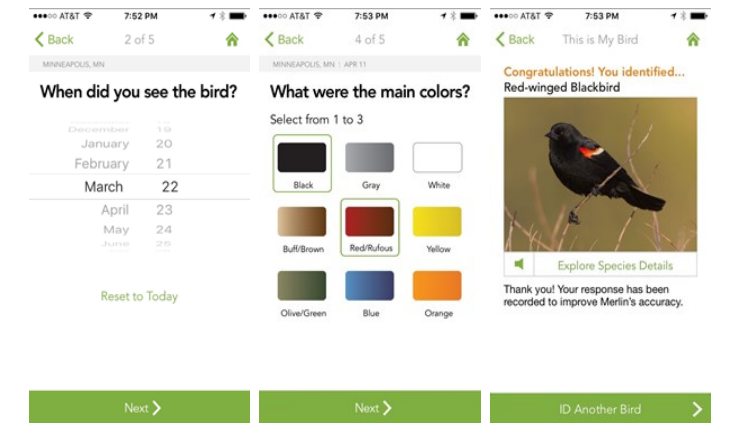 AT&T 7:52 PM
Back 2 of 5
MINNEAPOLIS, MN
When did you see the bird?
December 19
January 20
February 21
March 22
April 23
May 24
June 25
Reset to Today
Next
AT&T 7:53 PM
Back 4 of 5
MINNEAPOLIS, MN | APR 11
What were the main colors?
Select from 1 to 3
Black Gray White
Buff/Brown Red/Rufous Yellow
Olive/Green Blue Orange
Next
AT&T 7:53 PM
Back This is My Bird
Congratulations! You identified...
Red-winged Blackbird
Explore Species Details
Thank you! Your response has been
recorded to improve Merlin's accuracy.
ID Another Bird